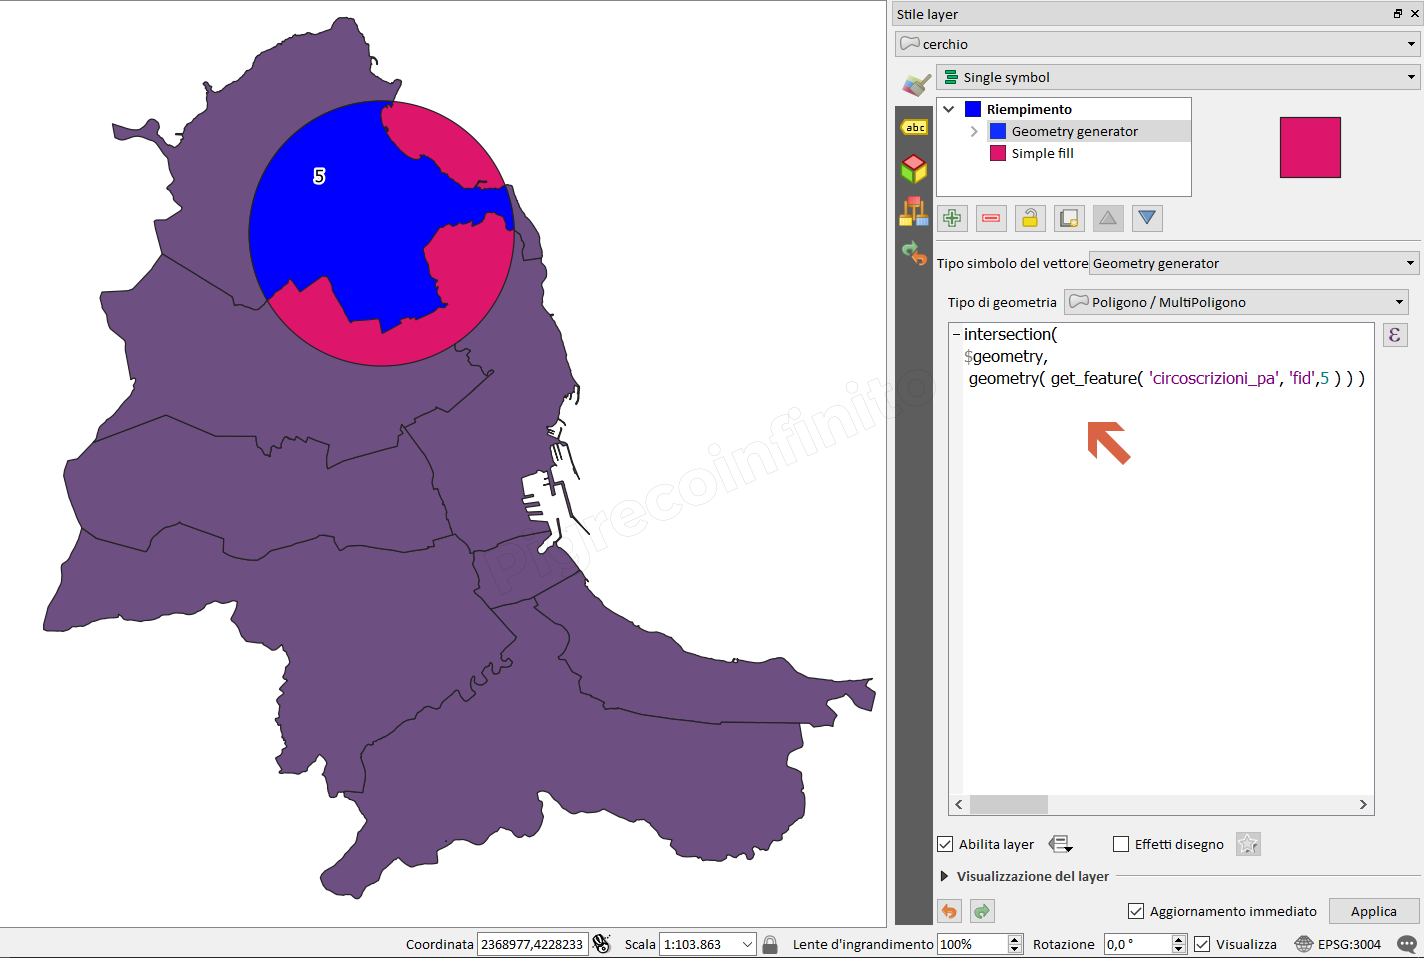 Stile layer
cerchio
Single symbol
Riempimento
Geometry generator
Simple fill
abc
5
Tipo simbolo del vettore Geometry generator
Tipo di geometria Poligono / MultiPoligono
intersection(
$geometry,
geometry( get_feature( 'circoscrizioni_pa', 'fid',5 ) ) )
ε
Pigrecoinfinito
Abilita layer
Effetti disegno
Visualizzazione del layer
Aggiornamento immediato
Applica
Coordinata 2368977,4228233 Scala 1:103.863 Lente d'ingrandimento 100% Rotazione 0,0 ° Visualizza EPSG:3004